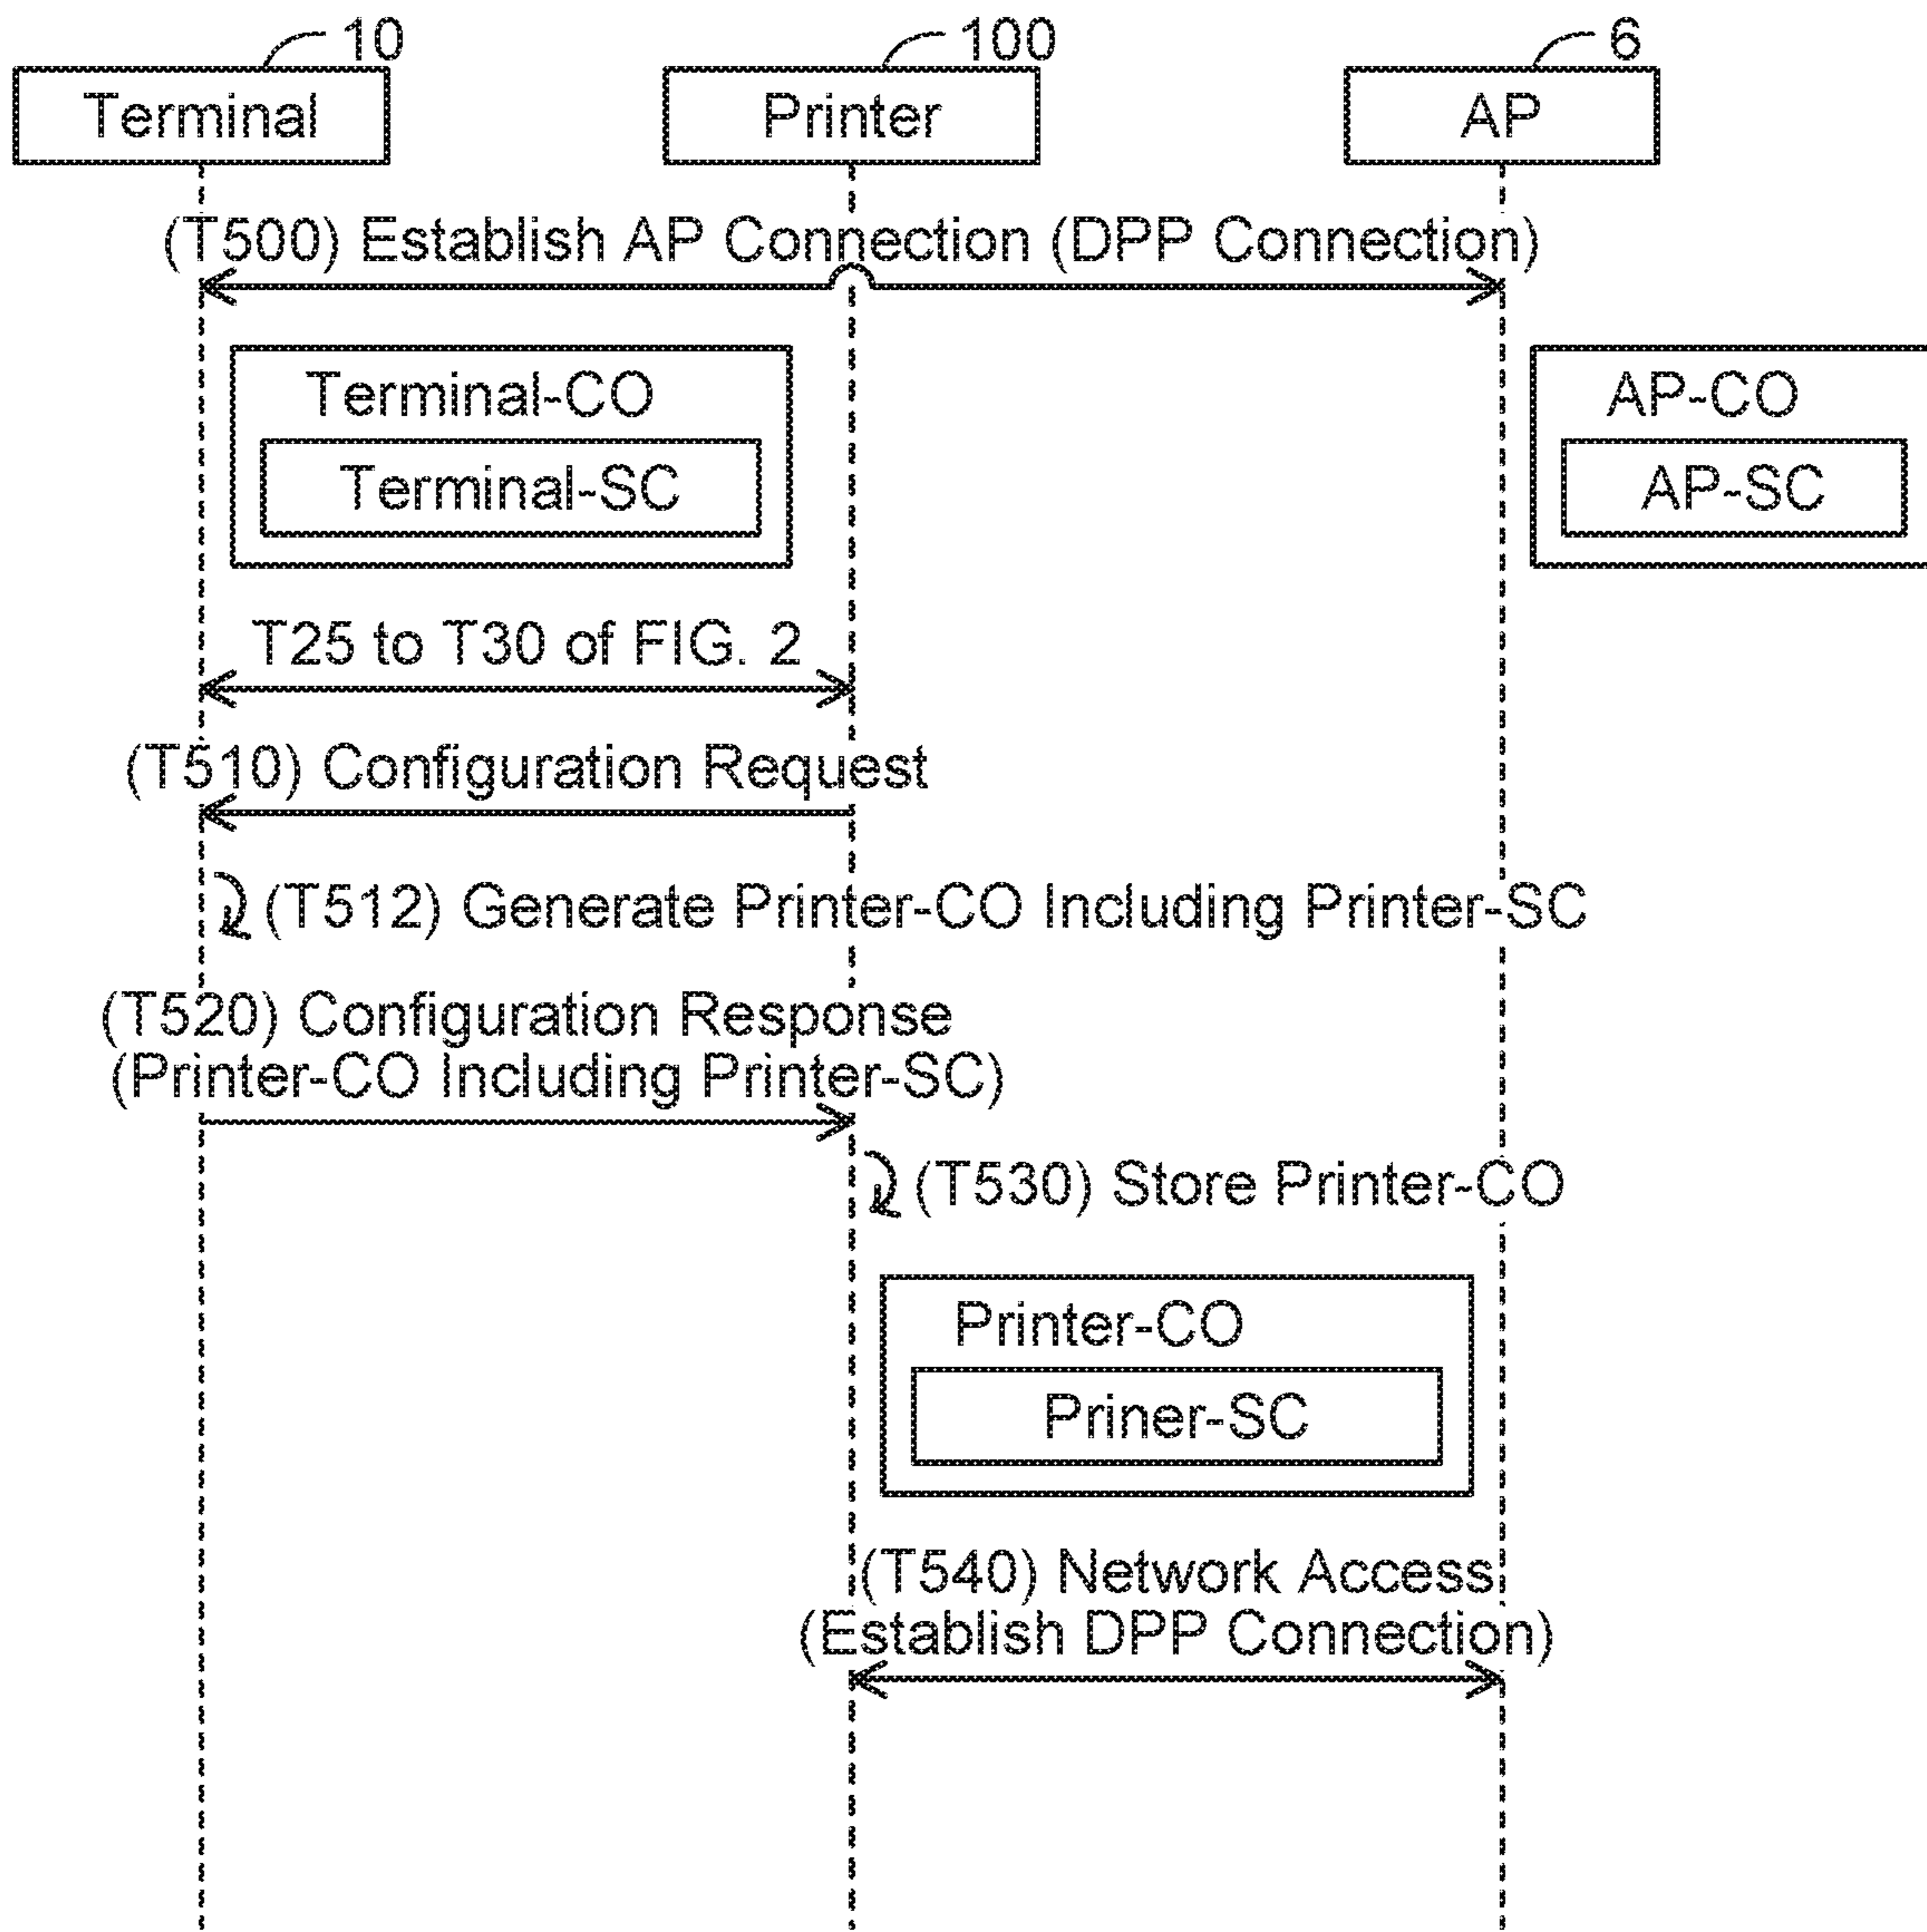 10
100
6
Terminal
Printer
AP
(T500) Establish AP Connection (DPP Connection)
Terminal-CO
AP-CO
Terminal-SC
AP-SC
T25 to T30 of FIG. 2
(T510) Configuration Request
(T512) Generate Printer-CO Including Printer-SC
(T520) Configuration Response
(Printer-CO Including Printer-SC)
(T530) Store Printer-CO
Printer-CO
Priner-SC
(T540) Network Access
(Establish DPP Connection)